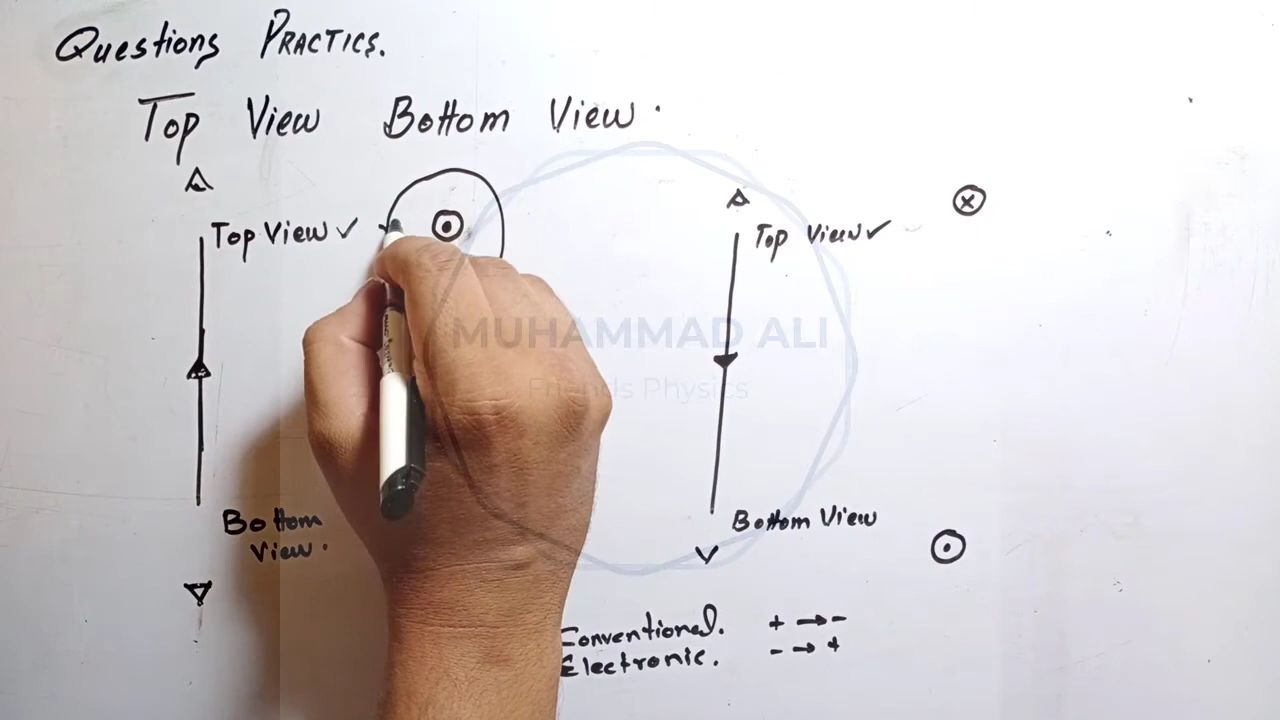 Questions PRACTICS.
Top View Bottom View.
Top View ✓
Top View ✓
MUHAMMAD ALI
Friends Physics
Bottom
View.
Bottom View
Conventional. + → -
Electronic. - → +